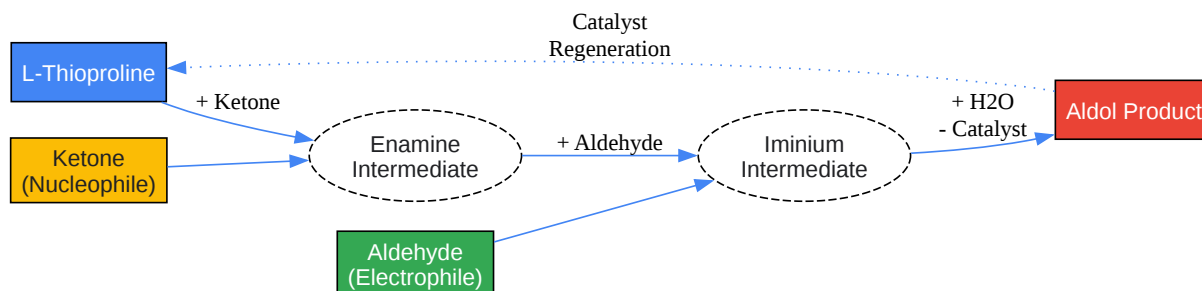 Catalyst
Regeneration
L-Thioproline
+ Ketone
Ketone
(Nucleophile)
Enamine
Intermediate
+ Aldehyde
Aldehyde
(Electrophile)
Iminium
Intermediate
+ H2O
- Catalyst
Aldol Product